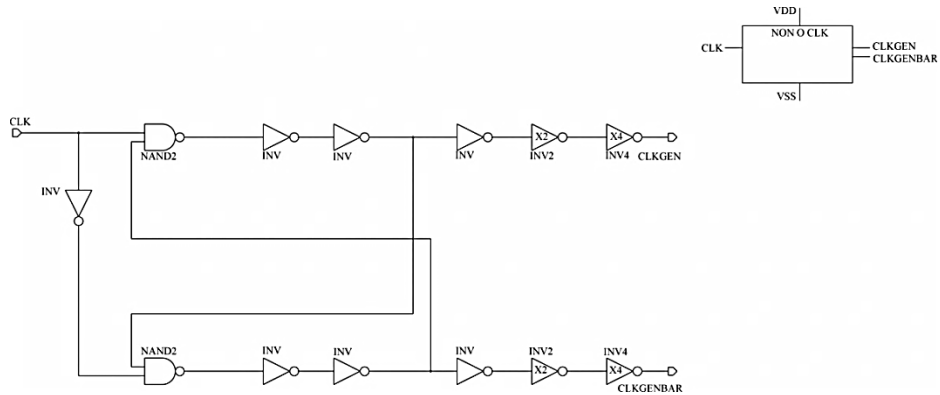 VDD
NON O CLK
CLK
CLKGEN
CLKGENBAR
VSS
CLK
NAND2
INV
INV
INV
X2
INV2
X4
INV4
CLKGEN
INV
NAND2
INV
INV
INV
INV2
X2
INV4
X4
CLKGENBAR